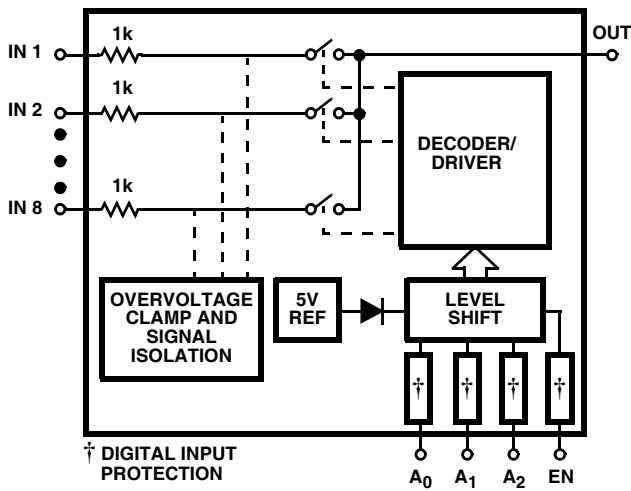 1k
OUT
IN 1
1k
IN 2
DECODER/
DRIVER
1k
IN 8
OVERVOLTAGE
CLAMP AND
SIGNAL
ISOLATION
5V
REF
LEVEL
SHIFT
† † † †
† DIGITAL INPUT
PROTECTION
A0 A1 A2 EN